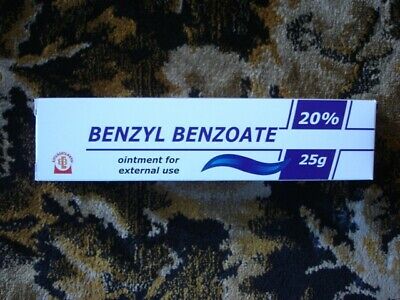 BENZYL BENZOATE
20%
ointment for
external use
25g